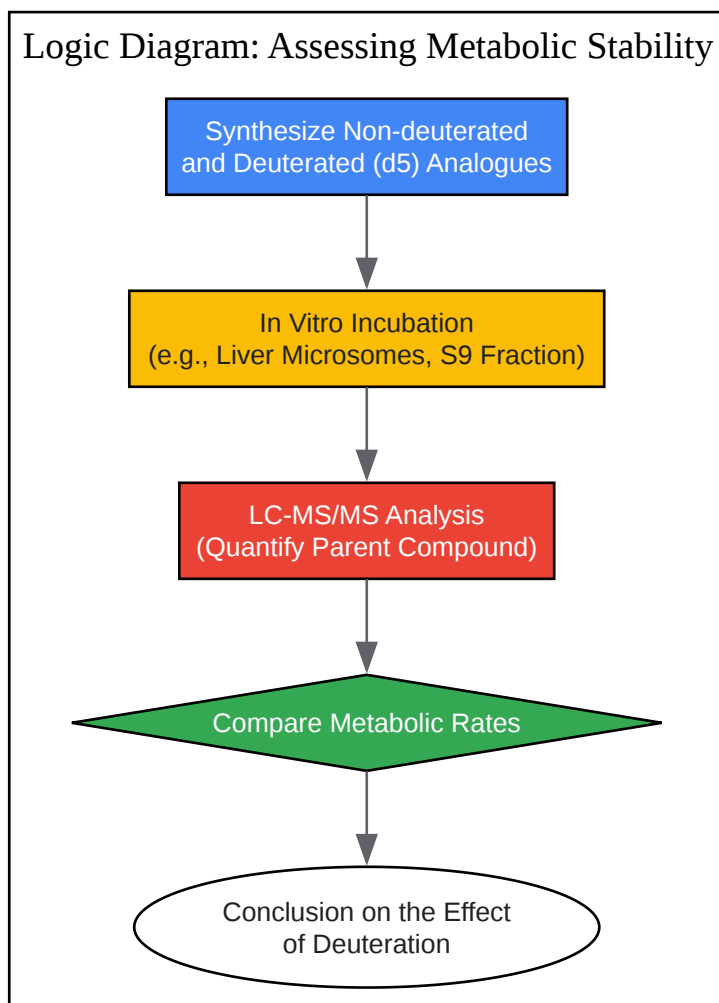 Logic Diagram: Assessing Metabolic Stability
Synthesize Non-deuterated
and Deuterated (d5) Analogues
In Vitro Incubation
(e.g., Liver Microsomes, S9 Fraction)
LC-MS/MS Analysis
(Quantify Parent Compound)
Compare Metabolic Rates
Conclusion on the Effect
of Deuteration